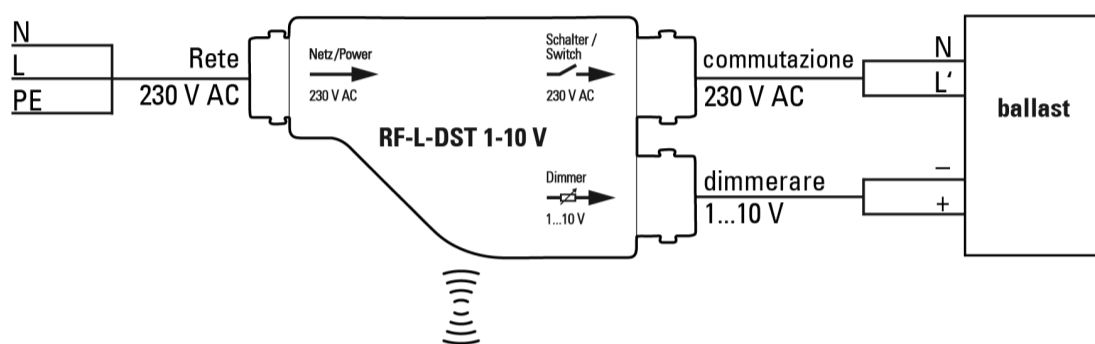 N
L
PE
Rete
230 V AC
Netz/Power
230 V AC
Schalter /
Switch
230 V AC
RF-L-DST 1-10 V
Dimmer
1...10 V
commutazione
230 V AC
dimmerare
1...10 V
N
L‘
–
+
ballast